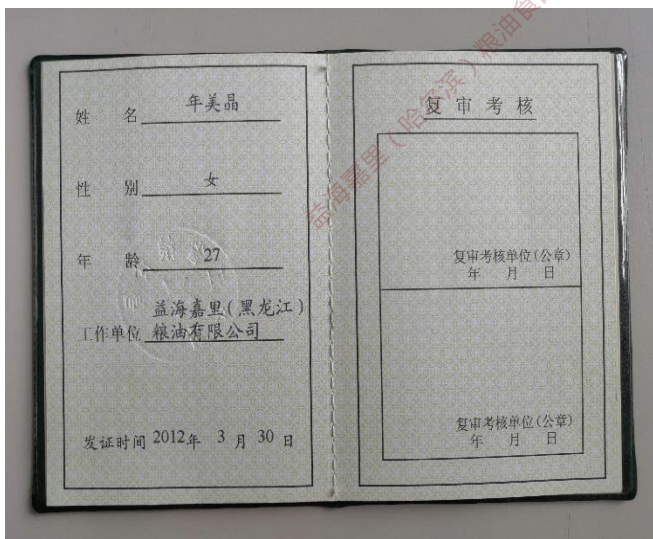 姓 名 年美晶
性 别 女
年 龄 27
益海嘉里(黑龙江)
工作单位 粮油有限公司
发证时间 2012年 3 月 30 日
复审考核
复审考核单位(公章)
年 月 日
复审考核单位(公章)
年 月 日
益海嘉里(哈尔滨)粮油食